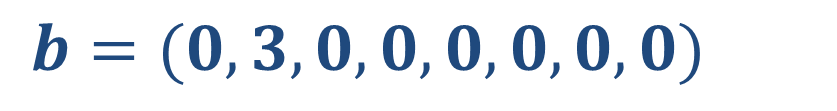 b = (0, 3, 0, 0, 0, 0, 0, 0)